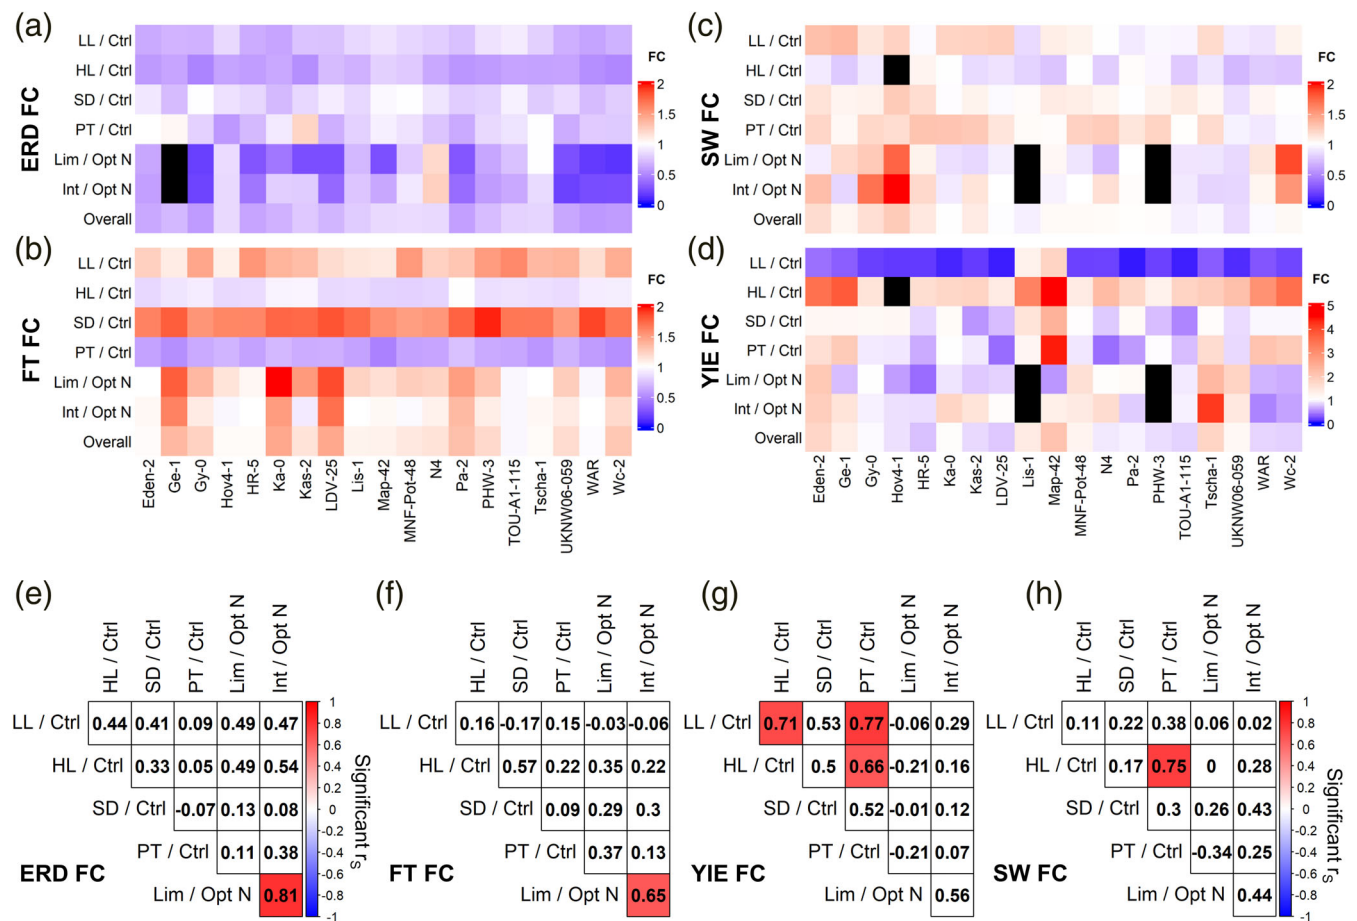 (a)
ERD FC
LL / Ctrl
HL / Ctrl
SD / Ctrl
PT / Ctrl
Lim / Opt N
Int / Opt N
Overall
FC
2
1.5
1
0.5
0
(b)
FT FC
LL / Ctrl
HL / Ctrl
SD / Ctrl
PT / Ctrl
Lim / Opt N
Int / Opt N
Overall
FC
2
1.5
1
0.5
0
Eden-2
Ge-1
Gy-0
Hov4-1
HR-5
Ka-0
Kas-2
LDV-25
Lis-1
Map-42
MNF-Pot-48
N4
Pa-2
PHW-3
TOU-A1-115
Tscha-1
UKNW06-059
WAR
Wc-2
(c)
SW FC
LL / Ctrl
HL / Ctrl
SD / Ctrl
PT / Ctrl
Lim / Opt N
Int / Opt N
Overall
FC
2
1.5
1
0.5
0
(d)
YIE FC
LL / Ctrl
HL / Ctrl
SD / Ctrl
PT / Ctrl
Lim / Opt N
Int / Opt N
Overall
FC
5
4
3
2
1
0
Eden-2
Ge-1
Gy-0
Hov4-1
HR-5
Ka-0
Kas-2
LDV-25
Lis-1
Map-42
MNF-Pot-48
N4
Pa-2
PHW-3
TOU-A1-115
Tscha-1
UKNW06-059
WAR
Wc-2
(e)
HL / Ctrl
SD / Ctrl
PT / Ctrl
Lim / Opt N
Int / Opt N
LL / Ctrl 0.44 0.41 0.09 0.49 0.47
HL / Ctrl 0.33 0.05 0.49 0.54
SD / Ctrl -0.07 0.13 0.08
PT / Ctrl 0.11 0.38
Lim / Opt N 0.81
ERD FC
1
0.8
0.6
0.4
0.2
0
-0.2
-0.4
-0.6
-0.8
-1
Significant rS
(f)
HL / Ctrl
SD / Ctrl
PT / Ctrl
Lim / Opt N
Int / Opt N
LL / Ctrl 0.16 -0.17 0.15 -0.03 -0.06
HL / Ctrl 0.57 0.22 0.35 0.22
SD / Ctrl 0.09 0.29 0.3
PT / Ctrl 0.37 0.13
Lim / Opt N 0.65
FT FC
(g)
HL / Ctrl
SD / Ctrl
PT / Ctrl
Lim / Opt N
Int / Opt N
LL / Ctrl 0.71 0.53 0.77 -0.06 0.29
HL / Ctrl 0.5 0.66 -0.21 0.16
SD / Ctrl 0.52 -0.01 0.12
PT / Ctrl -0.21 0.07
Lim / Opt N 0.56
YIE FC
(h)
HL / Ctrl
SD / Ctrl
PT / Ctrl
Lim / Opt N
Int / Opt N
LL / Ctrl 0.11 0.22 0.38 0.06 0.02
HL / Ctrl 0.17 0.75 0 0.28
SD / Ctrl 0.3 0.26 0.43
PT / Ctrl -0.34 0.25
Lim / Opt N 0.44
SW FC
1
0.8
0.6
0.4
0.2
0
-0.2
-0.4
-0.6
-0.8
-1
Significant rS